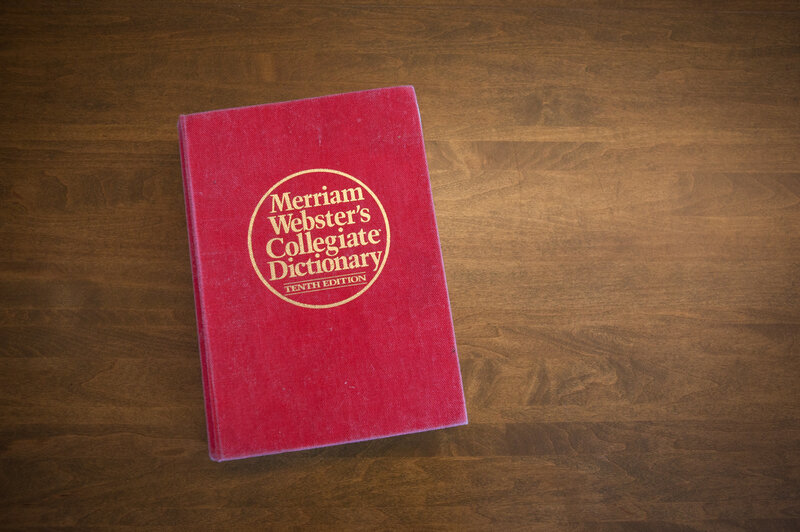 Merriam
Webster's
Collegiate
Dictionary
TENTH EDITION